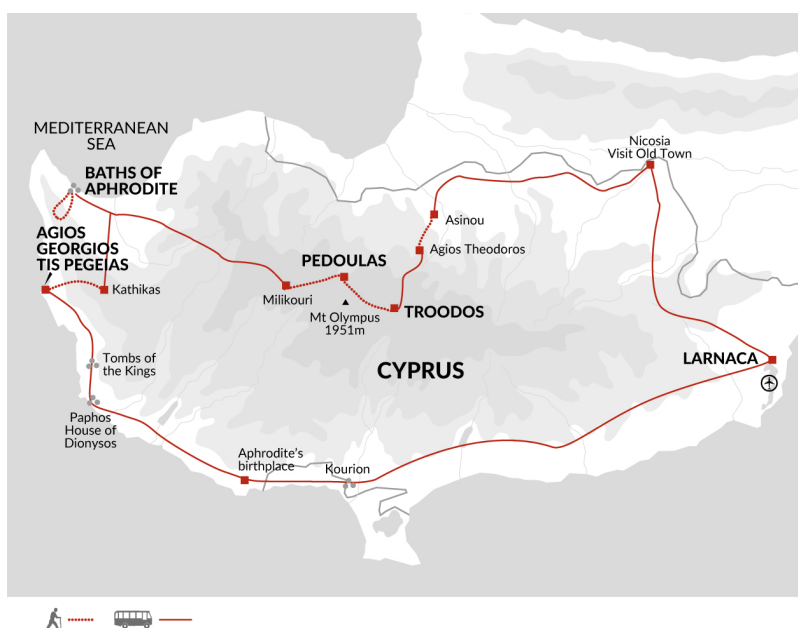 MEDITERRANEAN
SEA
BATHS OF
APHRODITE
AGIOS
GEORGIOS
TIS PEGEIAS
Kathikas
Tombs of
the Kings
Paphos
House of
Dionysos
Aphrodite's
birthplace
Kourion
Milikouri
PEDOULAS
Mt Olympus
1951m
TROODOS
Agios Theodoros
Asinou
Nicosia
Visit Old Town
CYPRUS
LARNACA